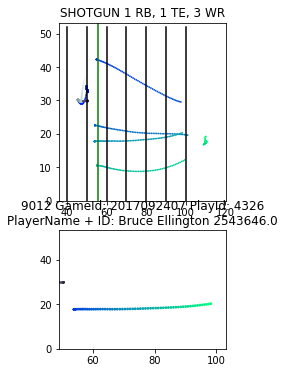 SHOTGUN 1 RB, 1 TE, 3 WR
50
40
30
20
10
0
40 60 80 100 120
9012 GameId: 2017092407 PlayId: 4326
PlayerName + ID: Bruce Ellington 2543646.0
40
20
0
60 80 100